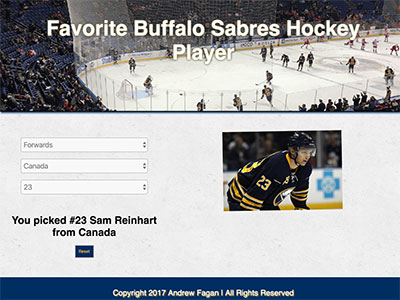 Favorite Buffalo Sabres Hockey
Player
Forwards
Canada
23
You picked #23 Sam Reinhart
from Canada
Reset
23
Copyright 2017 Andrew Fagan | All Rights Reserved